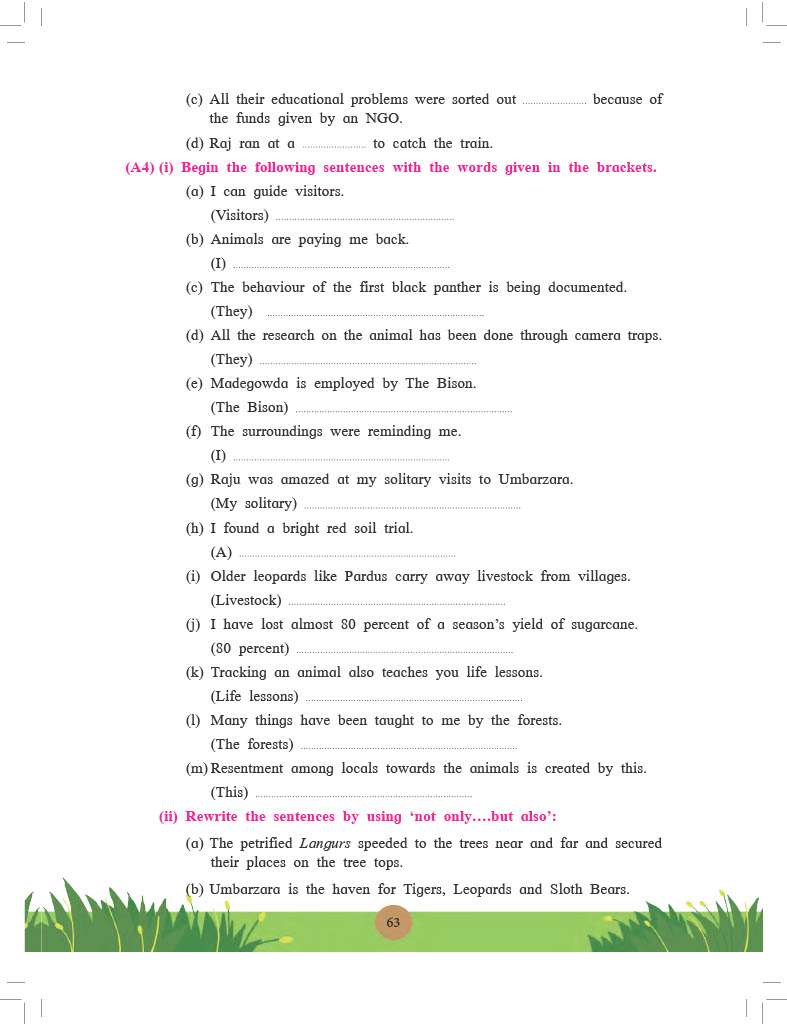 (c) All their educational problems were sorted out ........................ because of
the funds given by an NGO.
(d) Raj ran at a ........................ to catch the train.
(A4) (i) Begin the following sentences with the words given in the brackets.
(a) I can guide visitors.
(Visitors) ...................................................................
(b) Animals are paying me back.
(I) .................................................................................
(c) The behaviour of the first black panther is being documented.
(They) .................................................................................
(d) All the research on the animal has been done through camera traps.
(They) .................................................................................
(e) Madegowda is employed by The Bison.
(The Bison) .................................................................................
(f) The surroundings were reminding me.
(I) .................................................................................
(g) Raju was amazed at my solitary visits to Umbarzara.
(My solitary) .................................................................................
(h) I found a bright red soil trial.
(A) .................................................................................
(i) Older leopards like Pardus carry away livestock from villages.
(Livestock) .................................................................................
(j) I have lost almost 80 percent of a season's yield of sugarcane.
(80 percent) .................................................................................
(k) Tracking an animal also teaches you life lessons.
(Life lessons) .................................................................................
(l) Many things have been taught to me by the forests.
(The forests) .................................................................................
(m) Resentment among locals towards the animals is created by this.
(This) .................................................................................
(ii) Rewrite the sentences by using ‘not only....but also’:
(a) The petrified Langurs speeded to the trees near and far and secured
their places on the tree tops.
(b) Umbarzara is the haven for Tigers, Leopards and Sloth Bears.
63